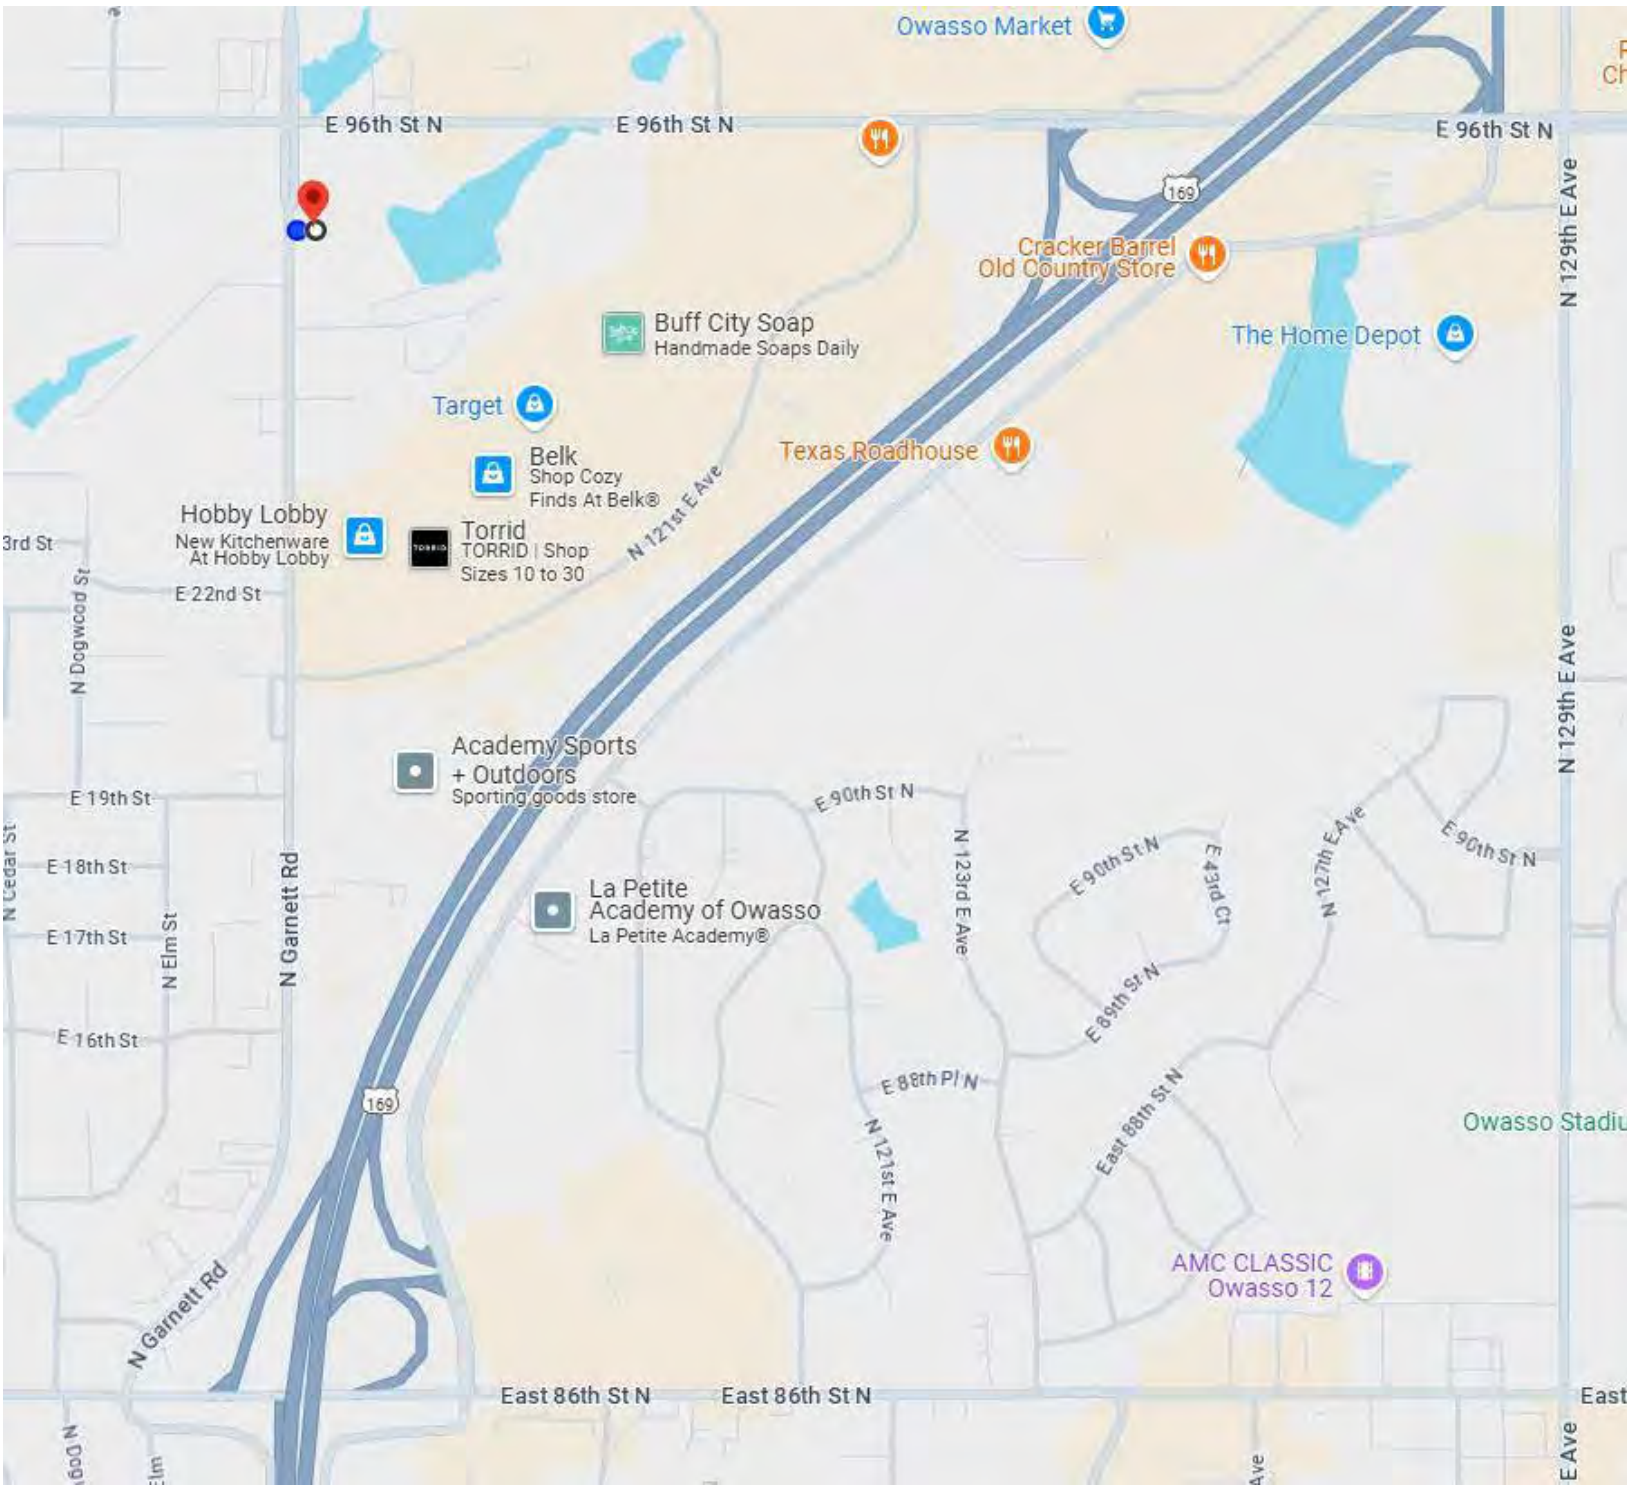 Owasso Market
E 96th St N
E 96th St N
E 96th St N
169
N 129th E Ave
Cracker Barrel
Old Country Store
Buff City Soap
Handmade Soaps Daily
The Home Depot
Target
Texas Roadhouse
Belk
Shop Cozy
Finds At Belk®
N 121st E Ave
Hobby Lobby
New Kitchenware
At Hobby Lobby
TORRID
Torrid
TORRID | Shop
Sizes 10 to 30
3rd St
E 22nd St
N Dogwood St
N 129th E Ave
Academy Sports
+ Outdoors
Sporting goods store
E 19th St
E 90th St N
N Cedar St
E 18th St
N Garnett Rd
N 123rd E Ave
E 90th St N
E 43rd Ct
N 127th E Ave
E 90th St N
La Petite
Academy of Owasso
La Petite Academy®
E 17th St
N Elm St
E 89th St N
E 16th St
E 88th Pl N
169
East 88th St N
Owasso Stadiu
N 121st E Ave
AMC CLASSIC
Owasso 12
N Garnett Rd
East 86th St N
East 86th St N
East
N Dogw
Elm
Ave
E Ave